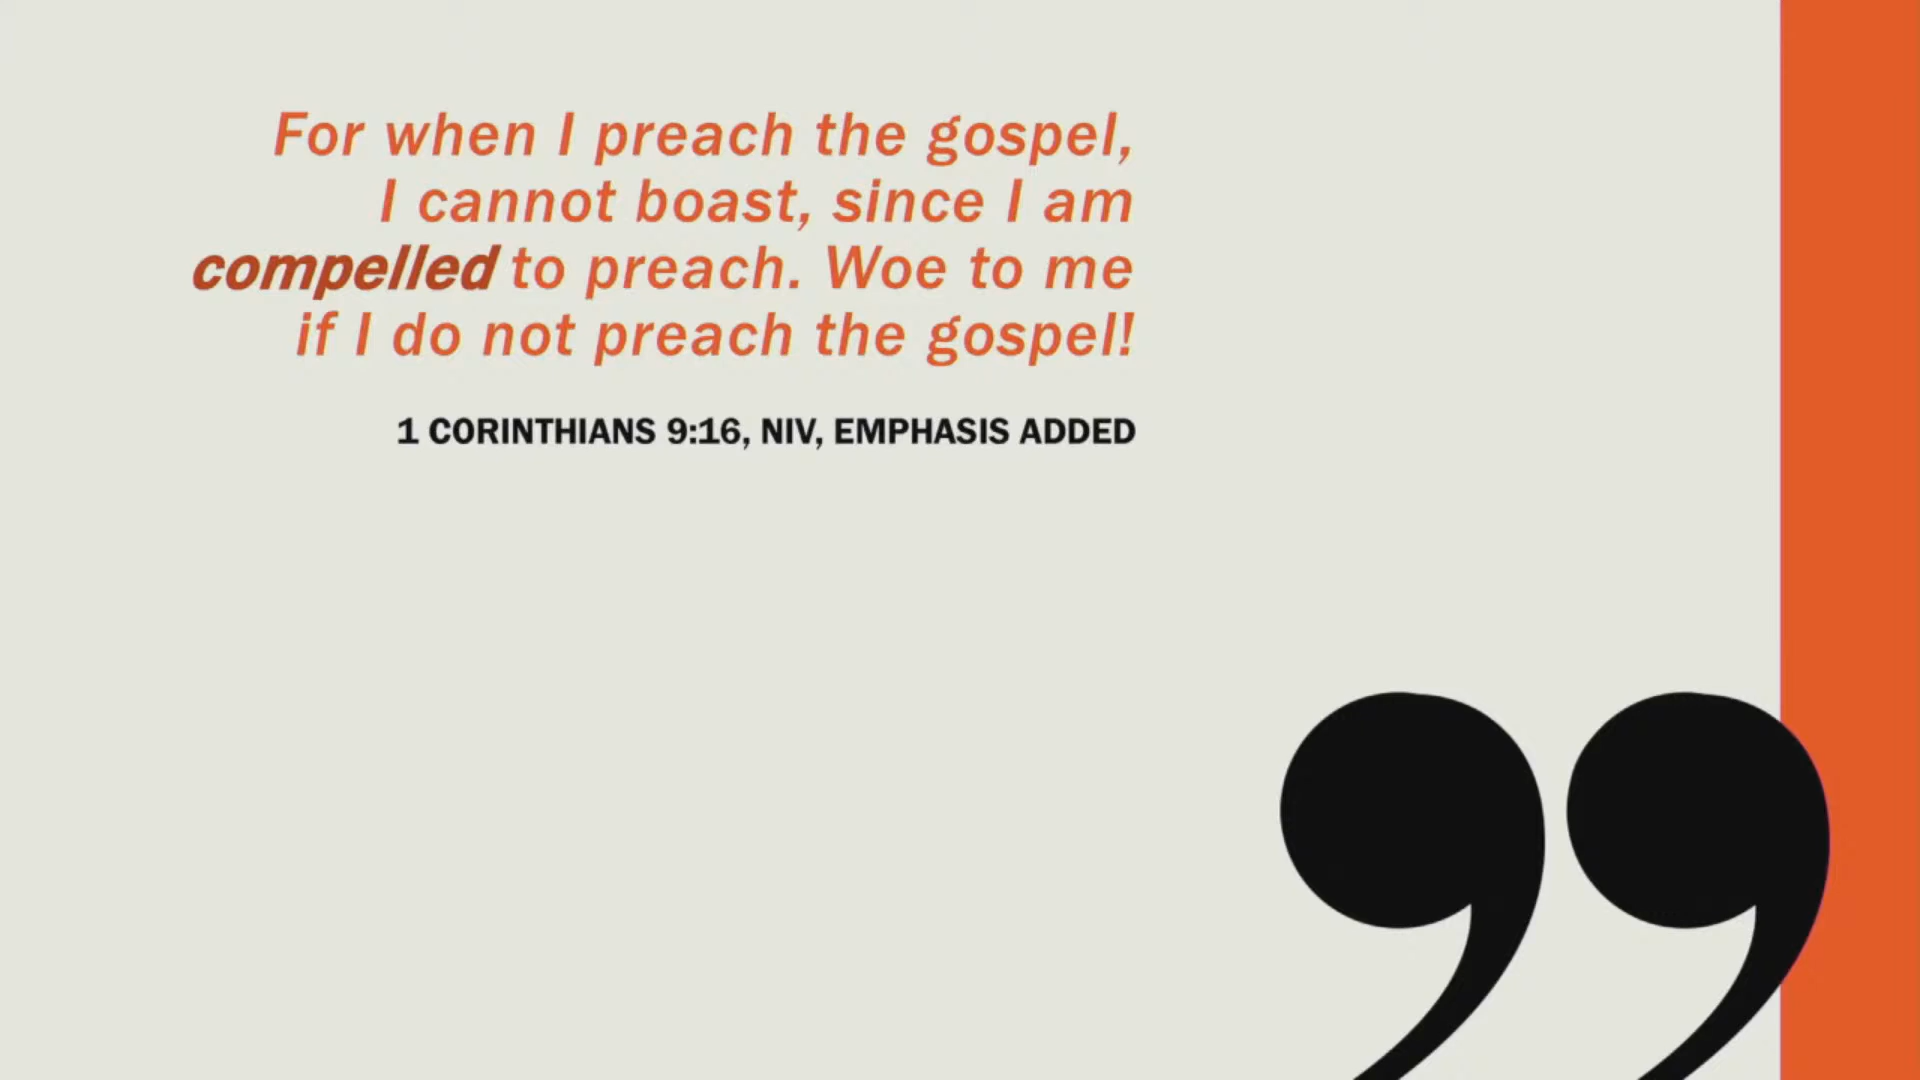 For when I preach the gospel,
I cannot boast, since I am
compelled to preach. Woe to me
if I do not preach the gospel!
1 CORINTHIANS 9:16, NIV, EMPHASIS ADDED
”